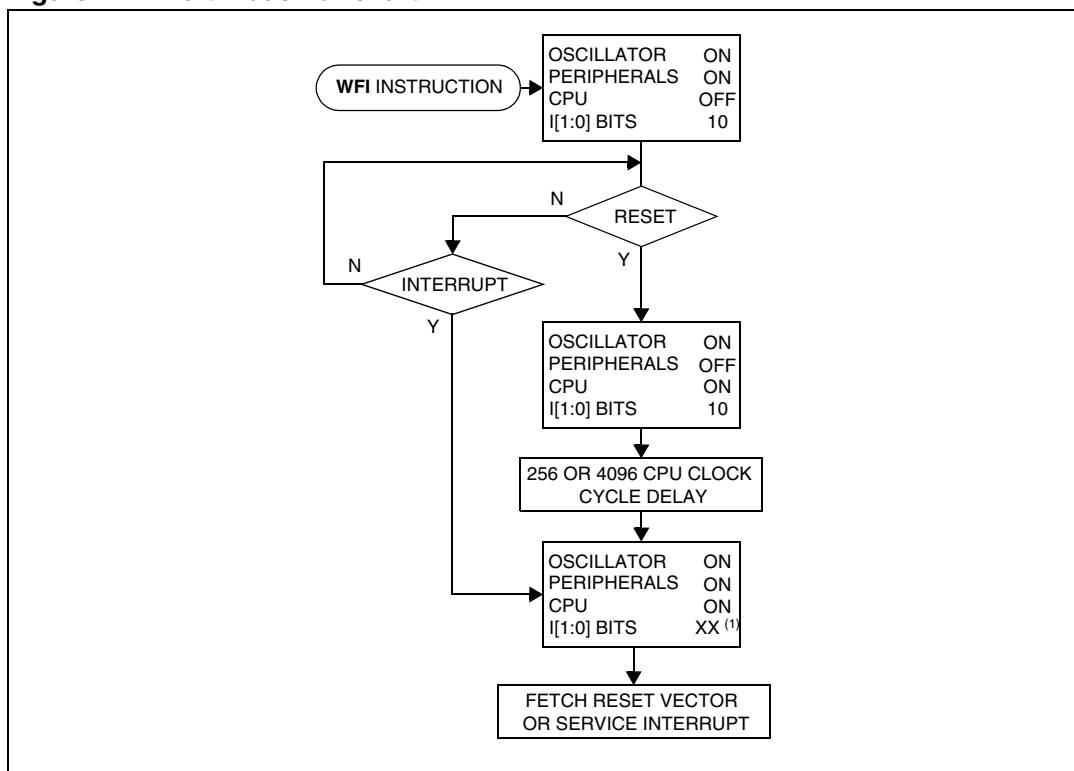 WFI INSTRUCTION
OSCILLATOR ON
PERIPHERALS ON
CPU OFF
I[1:0] BITS 10
RESET
N
Y
INTERRUPT
N
Y
OSCILLATOR ON
PERIPHERALS OFF
CPU ON
I[1:0] BITS 10
256 OR 4096 CPU CLOCK
CYCLE DELAY
OSCILLATOR ON
PERIPHERALS ON
CPU ON
I[1:0] BITS XX (1)
FETCH RESET VECTOR
OR SERVICE INTERRUPT